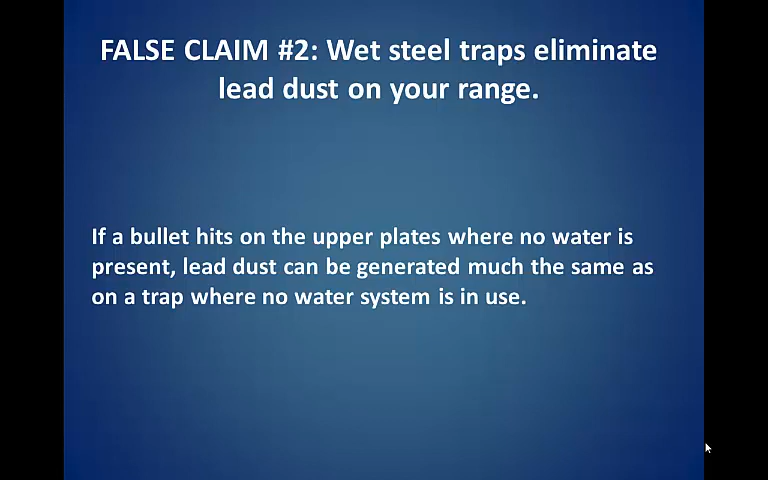 FALSE CLAIM #2: Wet steel traps eliminate
lead dust on your range.
If a bullet hits on the upper plates where no water is
present, lead dust can be generated much the same as
on a trap where no water system is in use.